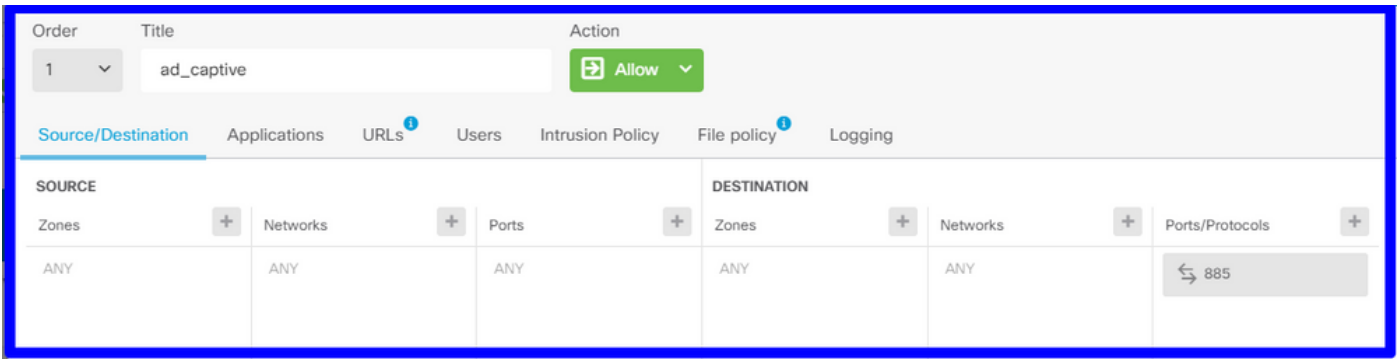 Order Title Action
1 ad_captive Allow
Source/Destination Applications URLs Users Intrusion Policy File policy Logging
SOURCE DESTINATION
Zones Networks Ports Zones Networks Ports/Protocols
ANY ANY ANY ANY ANY 885